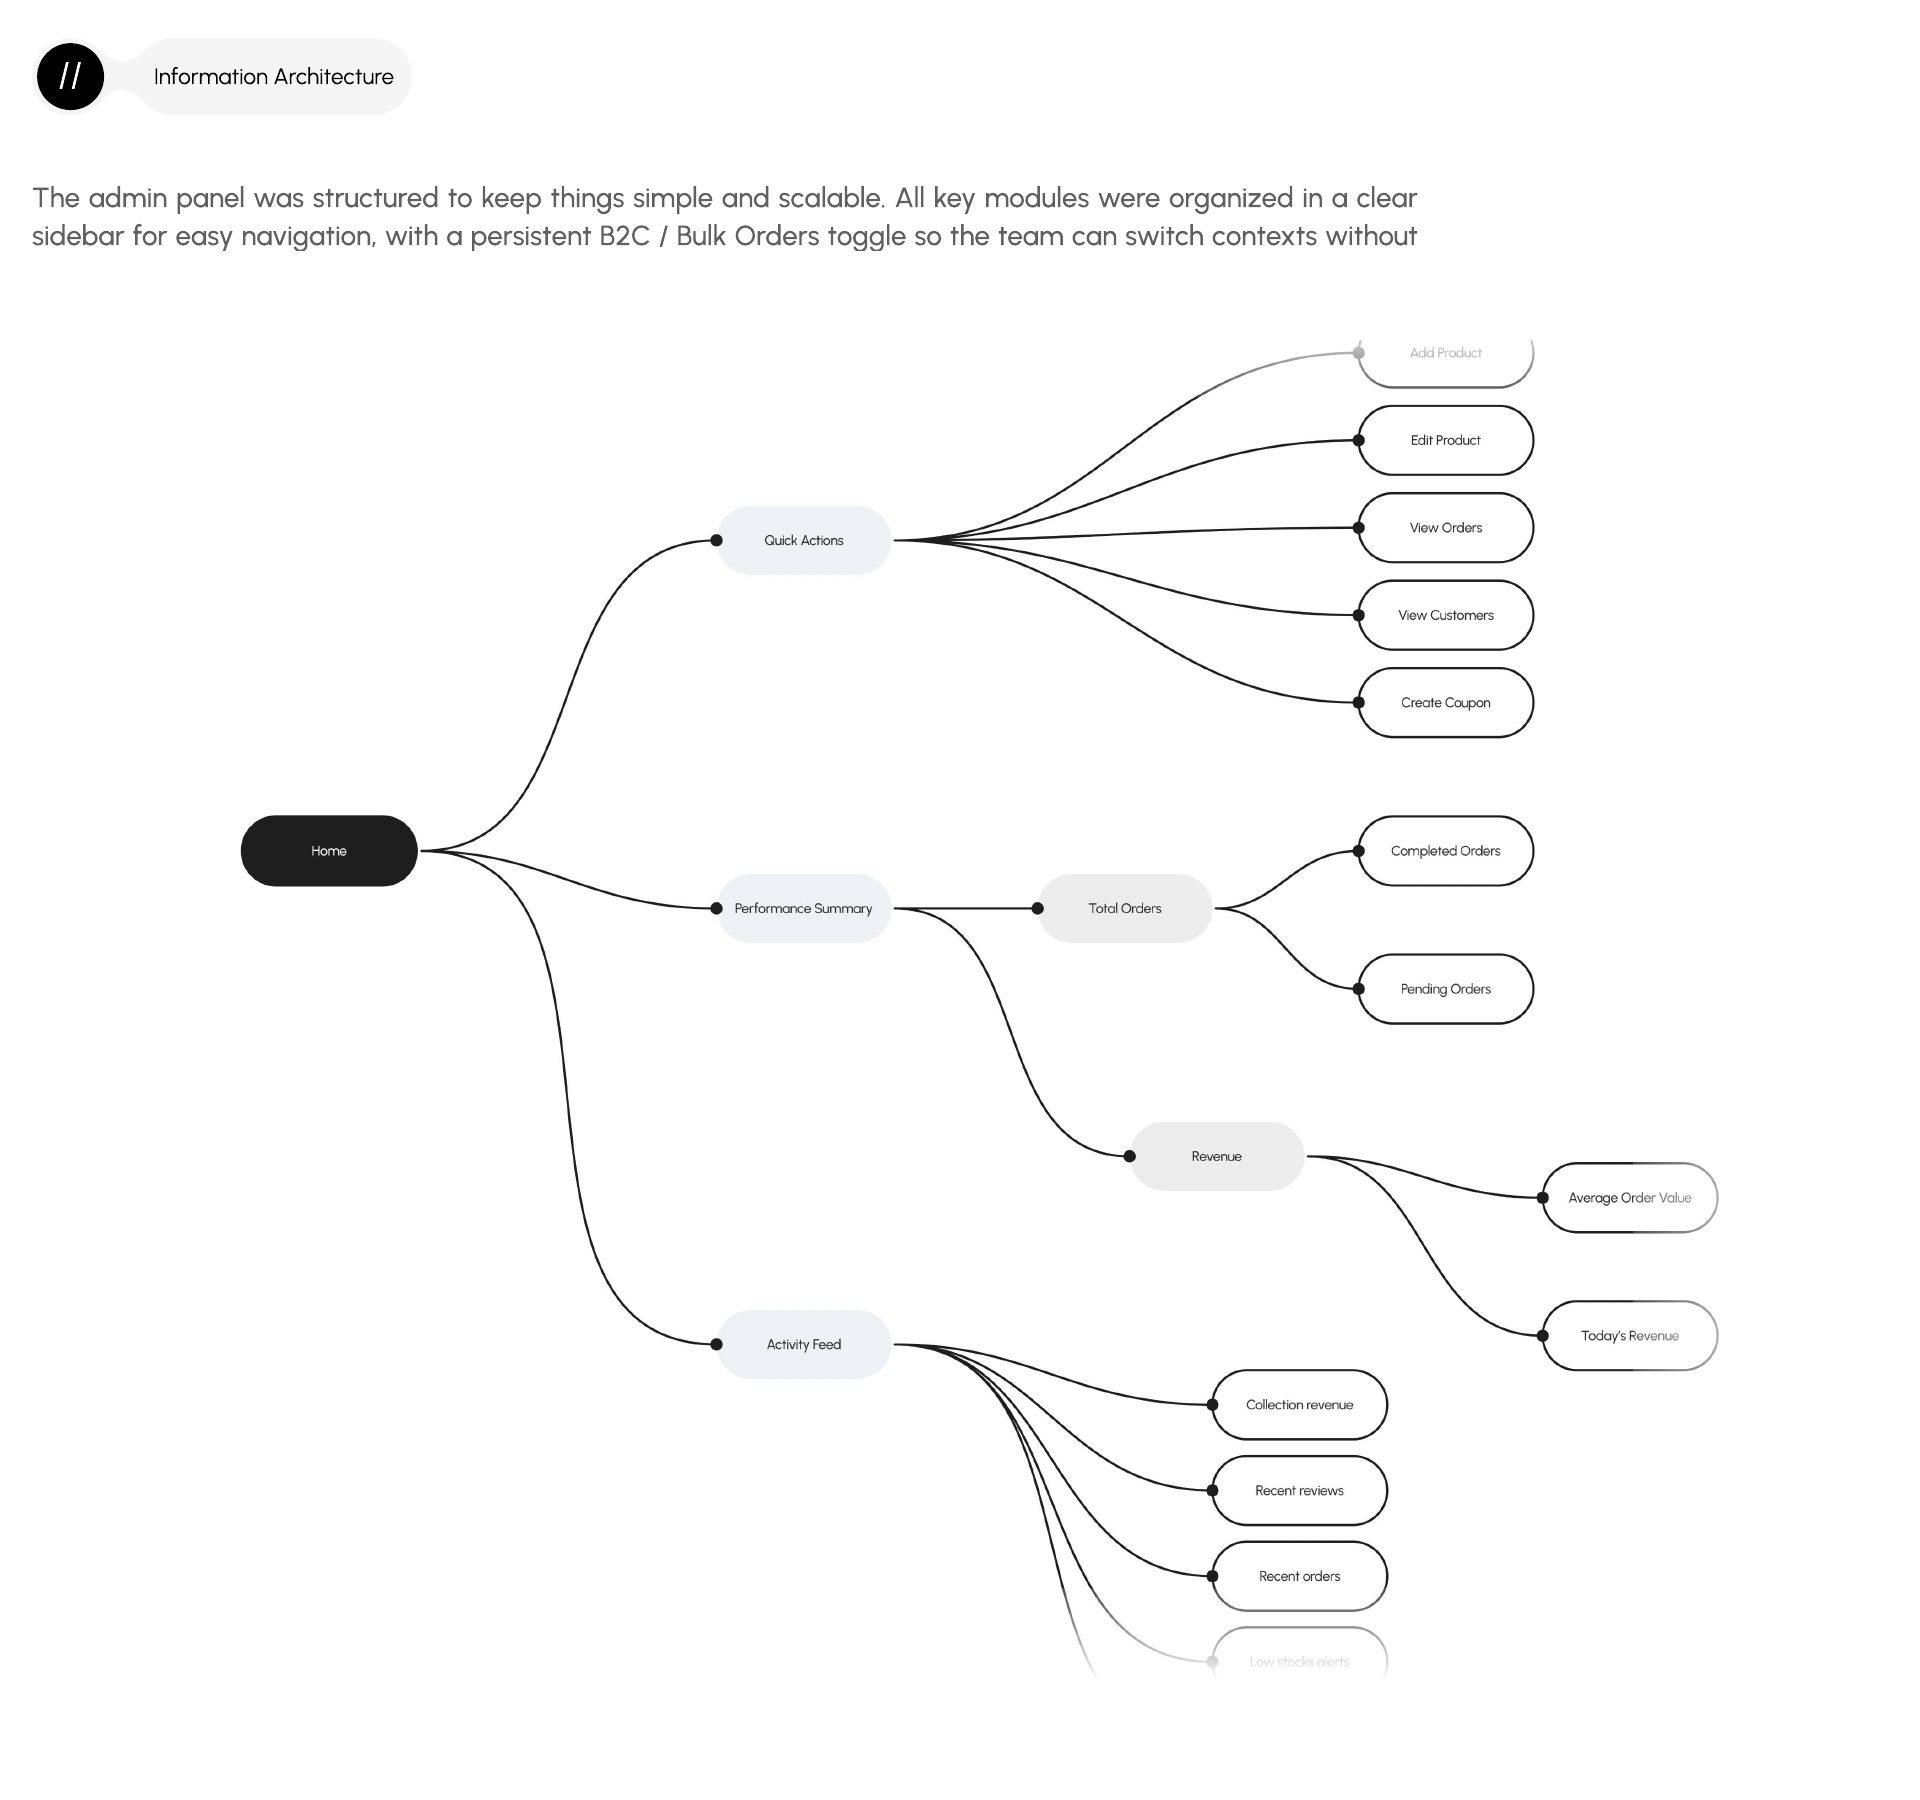 //
Information Architecture
The admin panel was structured to keep things simple and scalable. All key modules were organized in a clear
sidebar for easy navigation, with a persistent B2C / Bulk Orders toggle so the team can switch contexts without
Add Product
Edit Product
View Orders
Quick Actions
View Customers
Create Coupon
Home
Completed Orders
Performance Summary
Total Orders
Pending Orders
Revenue
Average Order Value
Today's Revenue
Activity Feed
Collection revenue
Recent reviews
Recent orders
Low stocks alerts